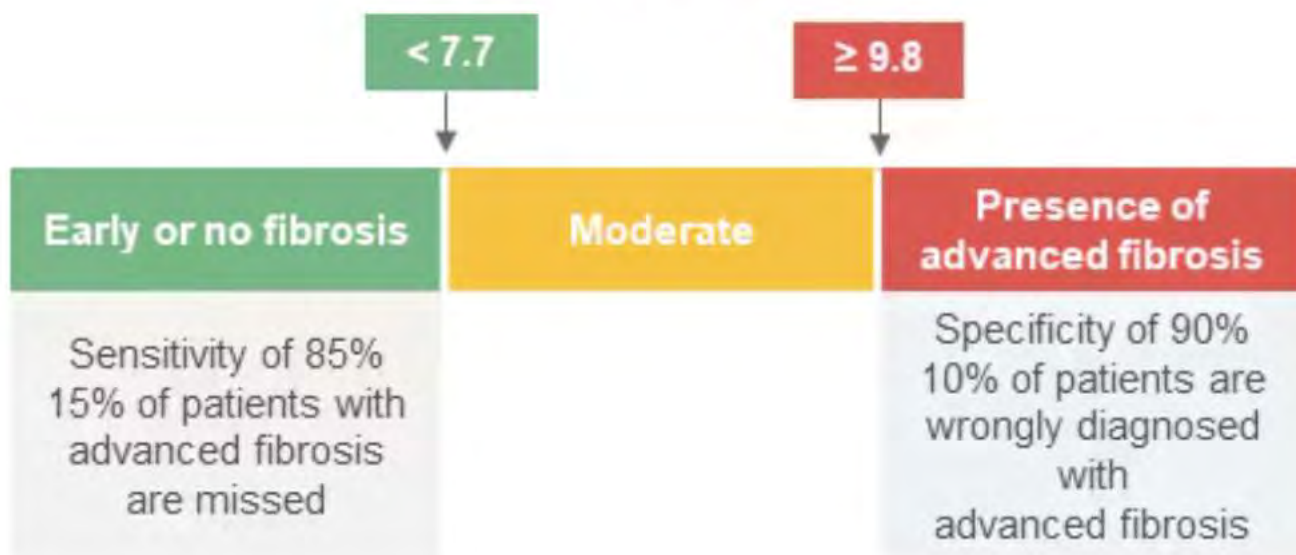 < 7.7
≥ 9.8
Early or no fibrosis
Moderate
Presence of
advanced fibrosis
Sensitivity of 85%
15% of patients with
advanced fibrosis
are missed
Specificity of 90%
10% of patients are
wrongly diagnosed
with
advanced fibrosis